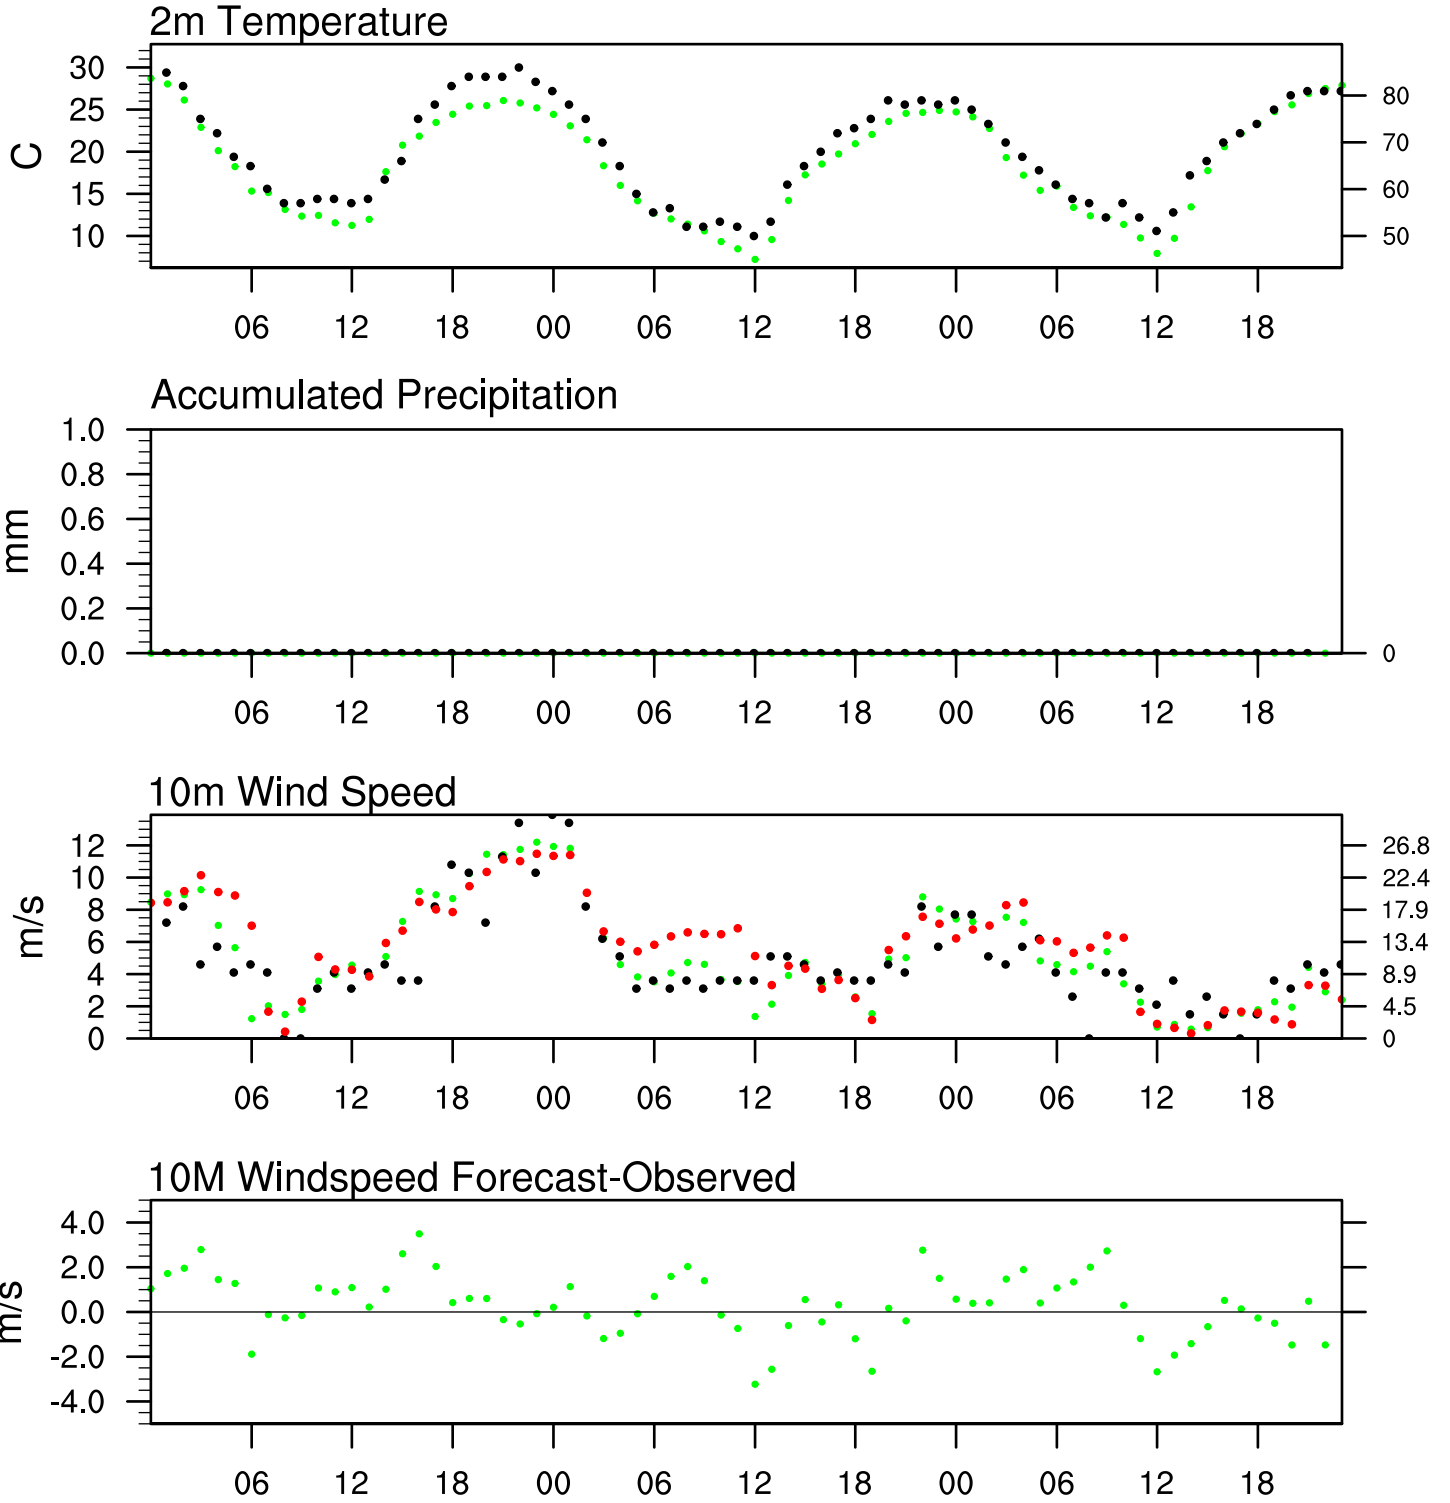 2m Temperature
30
25
20
15
10
C
80
70
60
50
06 12 18 00 06 12 18 00 06 12 18
Accumulated Precipitation
1.0
0.8
0.6
0.4
0.2
0.0
mm
0
06 12 18 00 06 12 18 00 06 12 18
10m Wind Speed
12
10
8
6
4
2
0
m/s
26.8
22.4
17.9
13.4
8.9
4.5
0
06 12 18 00 06 12 18 00 06 12 18
10M Windspeed Forecast-Observed
4.0
2.0
0.0
-2.0
-4.0
m/s
06 12 18 00 06 12 18 00 06 12 18